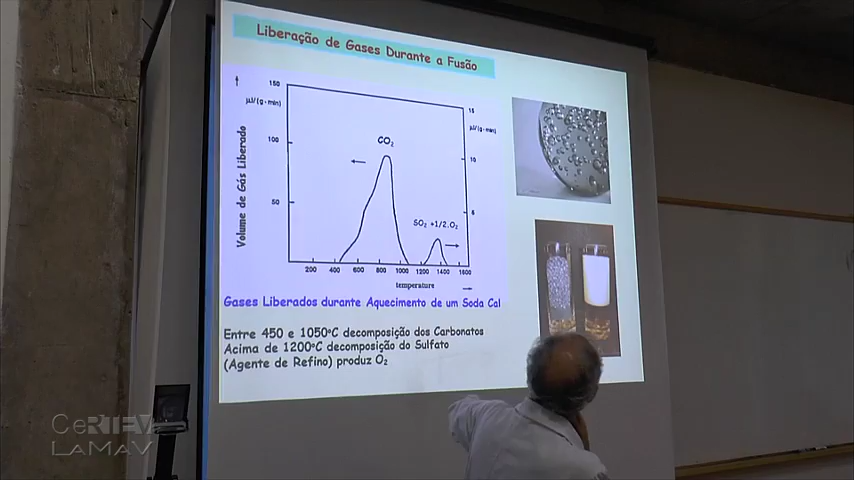 Liberação de Gases Durante a Fusão
150
µl/(g·min)
100
50
Volume de Gás Liberado
CO2
15
µl/(g·min)
10
5
SO2 +1/2.O2
200 400 600 800 1000 1200 1400 1600
temperature
Gases Liberados durante Aquecimento de um Soda Cal
Entre 450 e 1050ºC decomposição dos Carbonatos
Acima de 1200ºC decomposição do Sulfato
(Agente de Refino) produz O2
CeRTEV
LaMaV